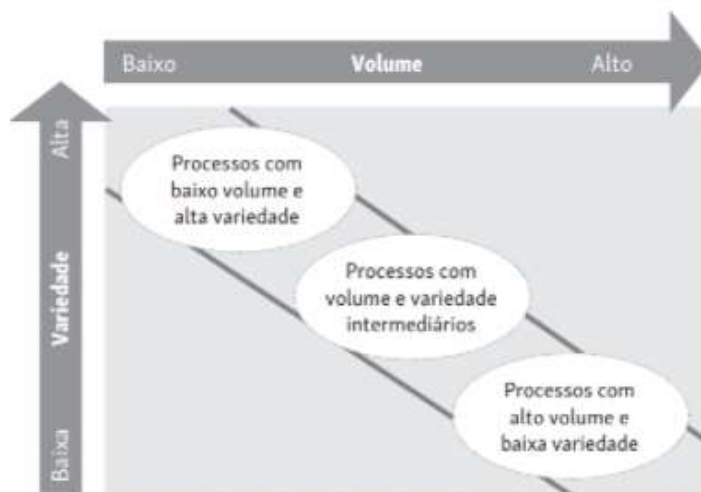 Baixo Volume Alto
Alta
Variedade
Baixa
Processos com
baixo volume e
alta variedade
Processos com
volume e variedade
intermediários
Processos com
alto volume e
baixa variedade